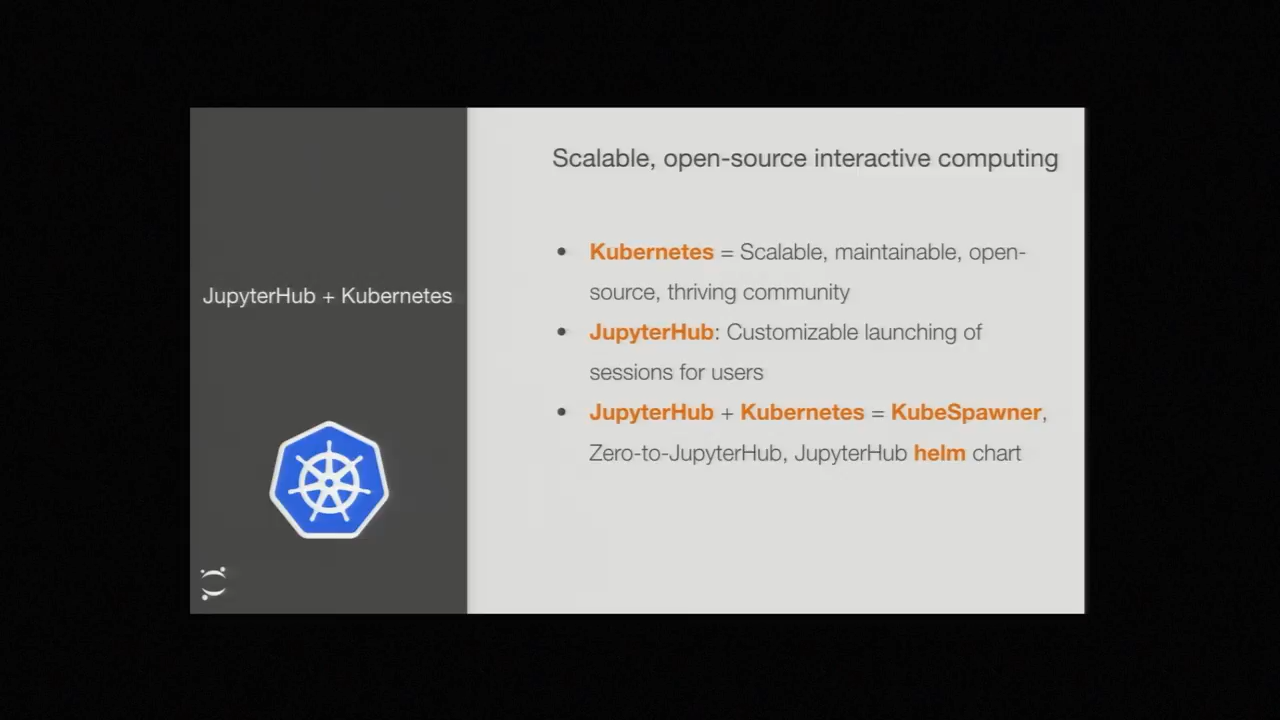 JupyterHub + Kubernetes
Scalable, open-source interactive computing
• Kubernetes = Scalable, maintainable, open-
source, thriving community
• JupyterHub: Customizable launching of
sessions for users
• JupyterHub + Kubernetes = KubeSpawner,
Zero-to-JupyterHub, JupyterHub helm chart